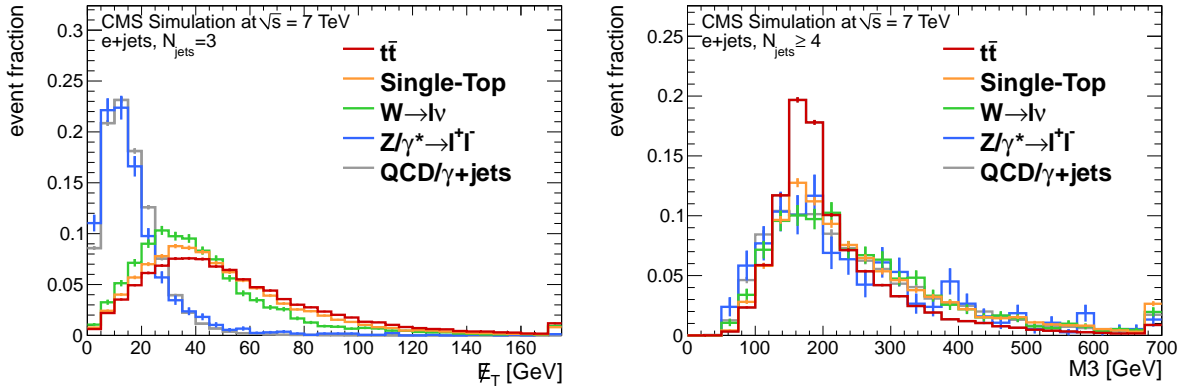 CMS Simulation at √s = 7 TeV
e+jets, N_jets=3
event fraction
0.3
0.25
0.2
0.15
0.1
0.05
0
tt̄
Single-Top
W→lν
Z/γ*→l⁺l⁻
QCD/γ+jets
0 20 40 60 80 100 120 140 160
E̸_T [GeV]
CMS Simulation at √s = 7 TeV
e+jets, N_jets≥ 4
event fraction
0.25
0.2
0.15
0.1
0.05
0
tt̄
Single-Top
W→lν
Z/γ*→l⁺l⁻
QCD/γ+jets
0 100 200 300 400 500 600 700
M3 [GeV]